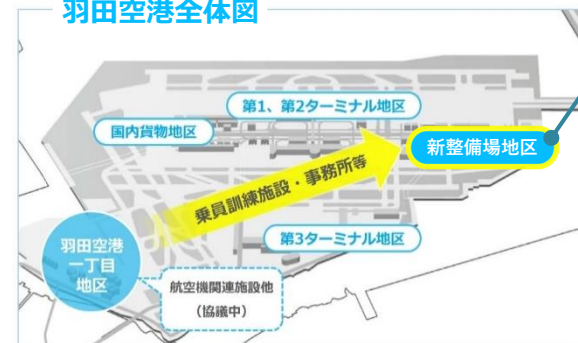 羽田空港全体図
第1、第2ターミナル地区
国内貨物地区
新整備場地区
乗員訓練施設・事務所等
第3ターミナル地区
羽田空港
一丁目
地区
航空機関連施設他
（協議中）